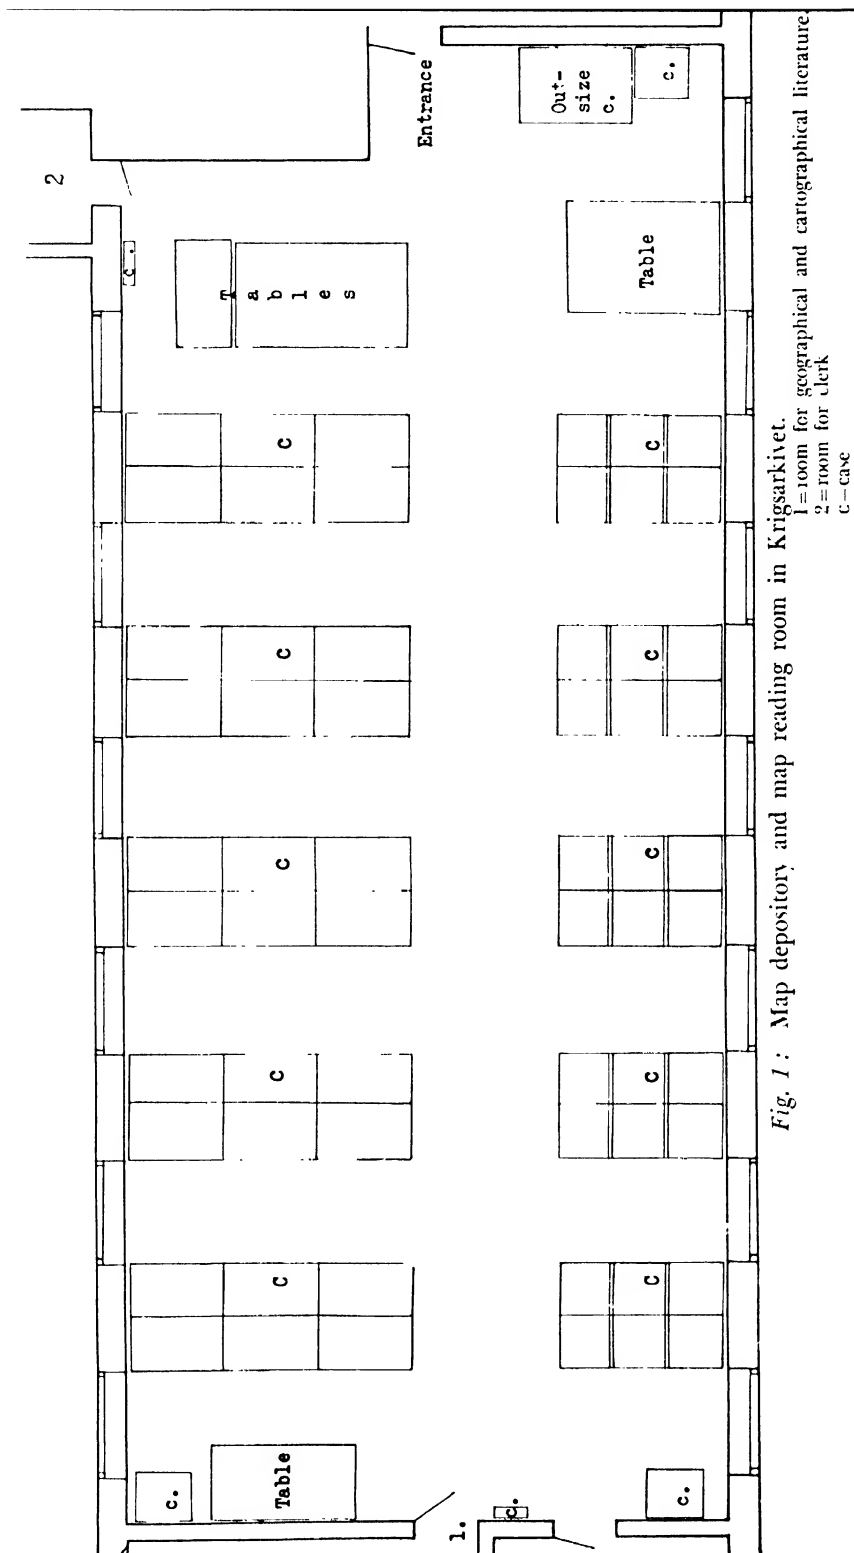 2
Entrance
Out-
size
c.
c.
c.
T
a
b
l
e
s
Table
C
C
C
C
C
C
C
C
C
C
c.
Table
1.
c.
c.
Fig. 1: Map depository and map reading room in Krigsarkivet.
1=room for geographical and cartographical literature.
2=room for clerk
c=case